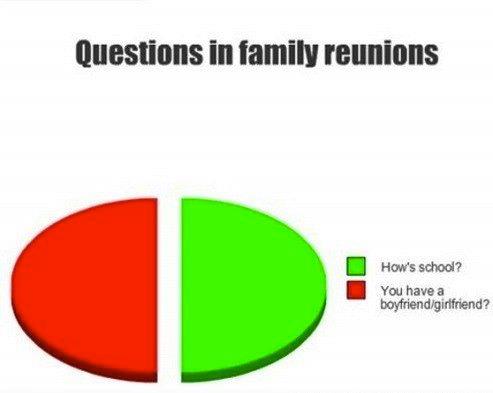 Questions in family reunions
How's school?
You have a
boyfriend/girlfriend?